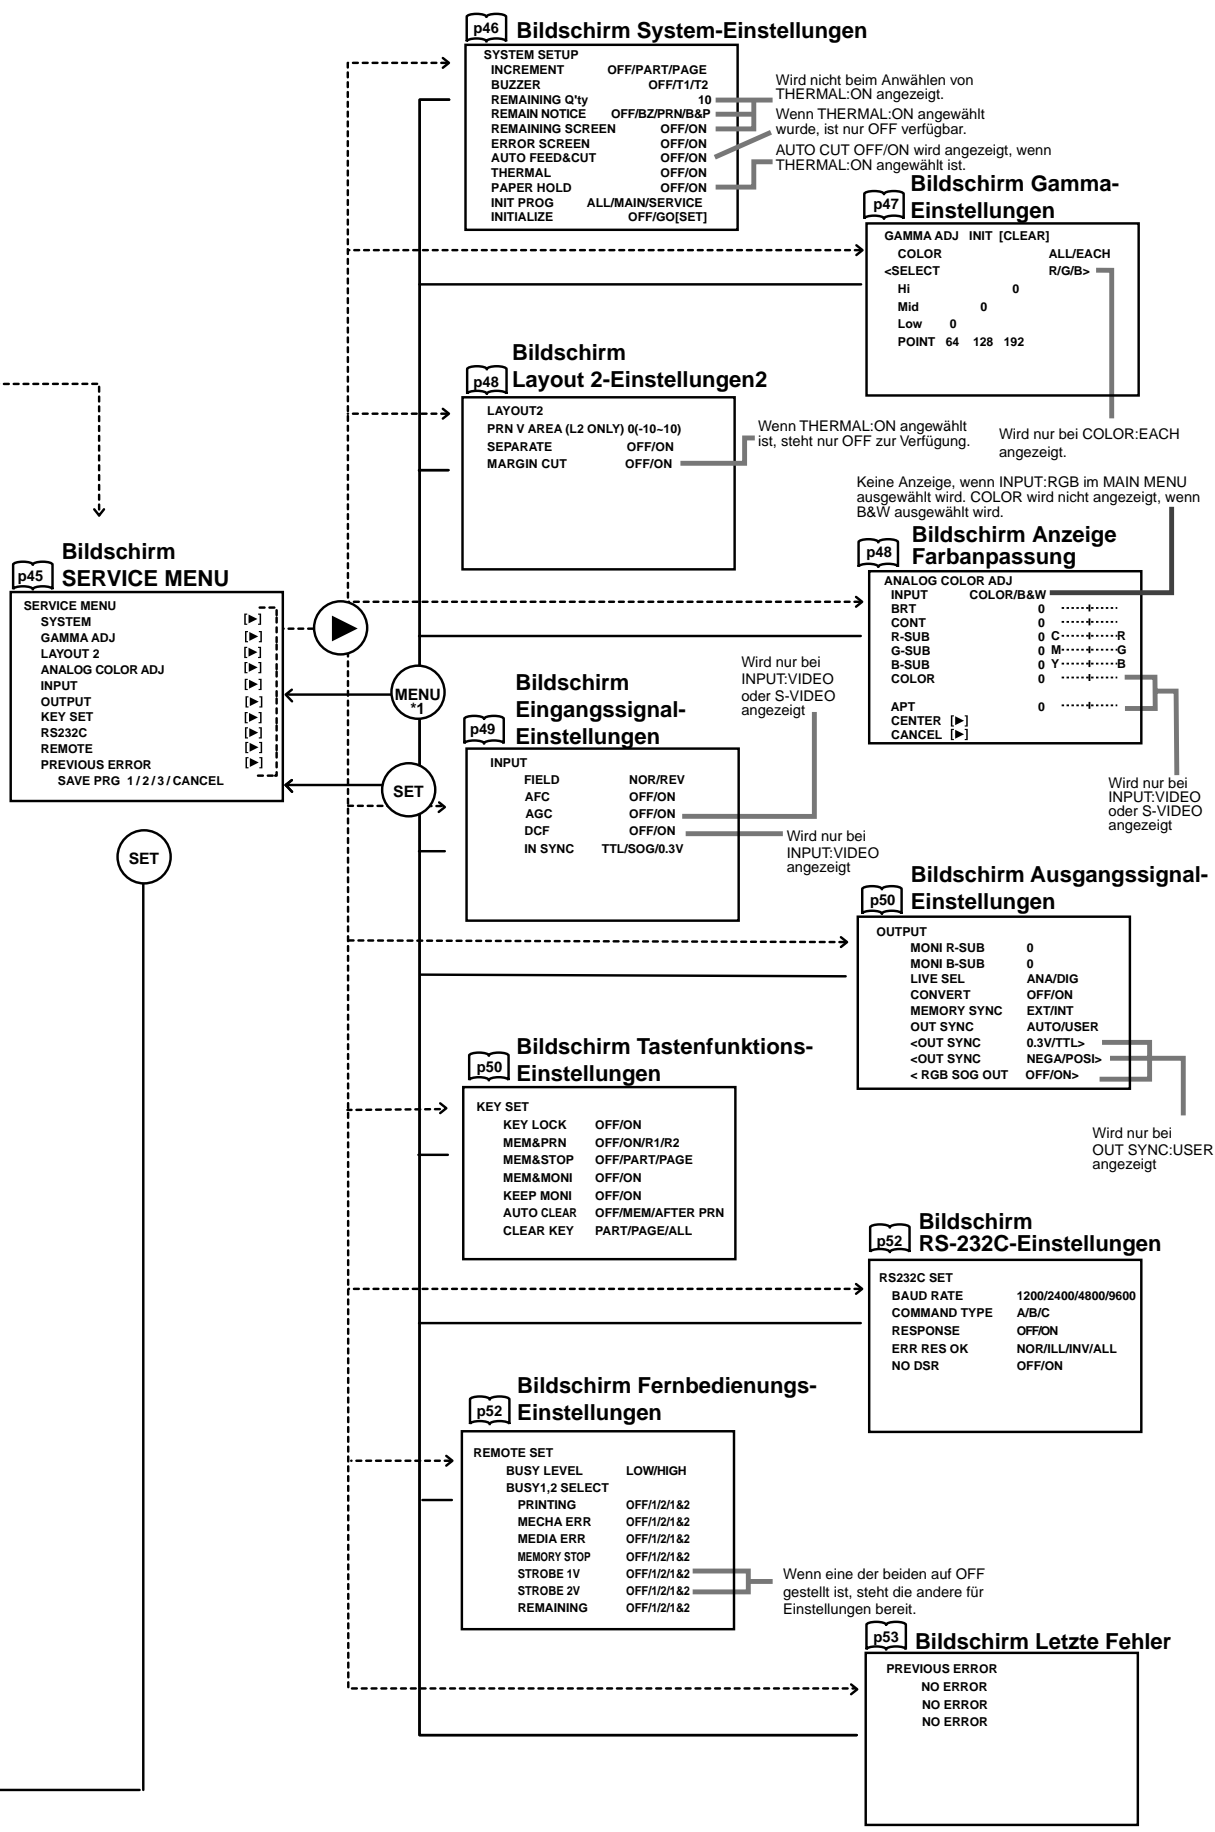 p46 Bildschirm System-Einstellungen
SYSTEM SETUP
INCREMENT OFF/PART/PAGE
BUZZER OFF/T1/T2
REMAINING Q'ty 10
REMAIN NOTICE OFF/BZ/PRN/B&P
REMAINING SCREEN OFF/ON
ERROR SCREEN OFF/ON
AUTO FEED&CUT OFF/ON
THERMAL OFF/ON
PAPER HOLD OFF/ON
INIT PROG ALL/MAIN/SERVICE
INITIALIZE OFF/GO[SET]
Wird nicht beim Anwählen von
THERMAL:ON angezeigt.
Wenn THERMAL:ON angewählt
wurde, ist nur OFF verfügbar.
AUTO CUT OFF/ON wird angezeigt, wenn
THERMAL:ON angewählt ist.
Bildschirm Gamma-
p47 Einstellungen
GAMMA ADJ INIT [CLEAR]
COLOR ALL/EACH
<SELECT R/G/B>
Hi 0
Mid 0
Low 0
POINT 64 128 192
Wird nur bei COLOR:EACH
angezeigt.
Bildschirm
p48 Layout 2-Einstellungen2
LAYOUT2
PRN V AREA (L2 ONLY) 0(-10~10)
SEPARATE OFF/ON
MARGIN CUT OFF/ON
Wenn THERMAL:ON angewählt
ist, steht nur OFF zur Verfügung.
Keine Anzeige, wenn INPUT:RGB im MAIN MENU
ausgewählt wird. COLOR wird nicht angezeigt, wenn
B&W ausgewählt wird.
Bildschirm Anzeige
p48 Farbanpassung
ANALOG COLOR ADJ
INPUT COLOR/B&W
BRT 0 -----+-----
CONT 0 -----+-----
R-SUB 0 C-----+-----R
G-SUB 0 M-----+-----G
B-SUB 0 Y-----+-----B
COLOR 0 -----+-----
APT 0 -----+-----
CENTER [▶]
CANCEL [▶]
Wird nur bei
INPUT:VIDEO
oder S-VIDEO
angezeigt
Bildschirm
p45 SERVICE MENU
SERVICE MENU
SYSTEM [▶]
GAMMA ADJ [▶]
LAYOUT 2 [▶]
ANALOG COLOR ADJ [▶]
INPUT [▶]
OUTPUT [▶]
KEY SET [▶]
RS232C [▶]
REMOTE [▶]
PREVIOUS ERROR [▶]
SAVE PRG 1/2/3/CANCEL
MENU
*1
SET
SET
Bildschirm
Eingangssignal-
p49 Einstellungen
INPUT
FIELD NOR/REV
AFC OFF/ON
AGC OFF/ON
DCF OFF/ON
IN SYNC TTL/SOG/0.3V
Wird nur bei
INPUT:VIDEO
oder S-VIDEO
angezeigt
Wird nur bei
INPUT:VIDEO
angezeigt
Bildschirm Ausgangssignal-
p50 Einstellungen
OUTPUT
MONI R-SUB 0
MONI B-SUB 0
LIVE SEL ANA/DIG
CONVERT OFF/ON
MEMORY SYNC EXT/INT
OUT SYNC AUTO/USER
<OUT SYNC 0.3V/TTL>
<OUT SYNC NEGA/POSI>
< RGB SOG OUT OFF/ON>
Wird nur bei
OUT SYNC:USER
angezeigt
Bildschirm Tastenfunktions-
p50 Einstellungen
KEY SET
KEY LOCK OFF/ON
MEM&PRN OFF/ON/R1/R2
MEM&STOP OFF/PART/PAGE
MEM&MONI OFF/ON
KEEP MONI OFF/ON
AUTO CLEAR OFF/MEM/AFTER PRN
CLEAR KEY PART/PAGE/ALL
Bildschirm
p52 RS-232C-Einstellungen
RS232C SET
BAUD RATE 1200/2400/4800/9600
COMMAND TYPE A/B/C
RESPONSE OFF/ON
ERR RES OK NOR/ILL/INV/ALL
NO DSR OFF/ON
Bildschirm Fernbedienungs-
p52 Einstellungen
REMOTE SET
BUSY LEVEL LOW/HIGH
BUSY1,2 SELECT
PRINTING OFF/1/2/1&2
MECHA ERR OFF/1/2/1&2
MEDIA ERR OFF/1/2/1&2
MEMORY STOP OFF/1/2/1&2
STROBE 1V OFF/1/2/1&2
STROBE 2V OFF/1/2/1&2
REMAINING OFF/1/2/1&2
Wenn eine der beiden auf OFF
gestellt ist, steht die andere für
Einstellungen bereit.
p53 Bildschirm Letzte Fehler
PREVIOUS ERROR
NO ERROR
NO ERROR
NO ERROR